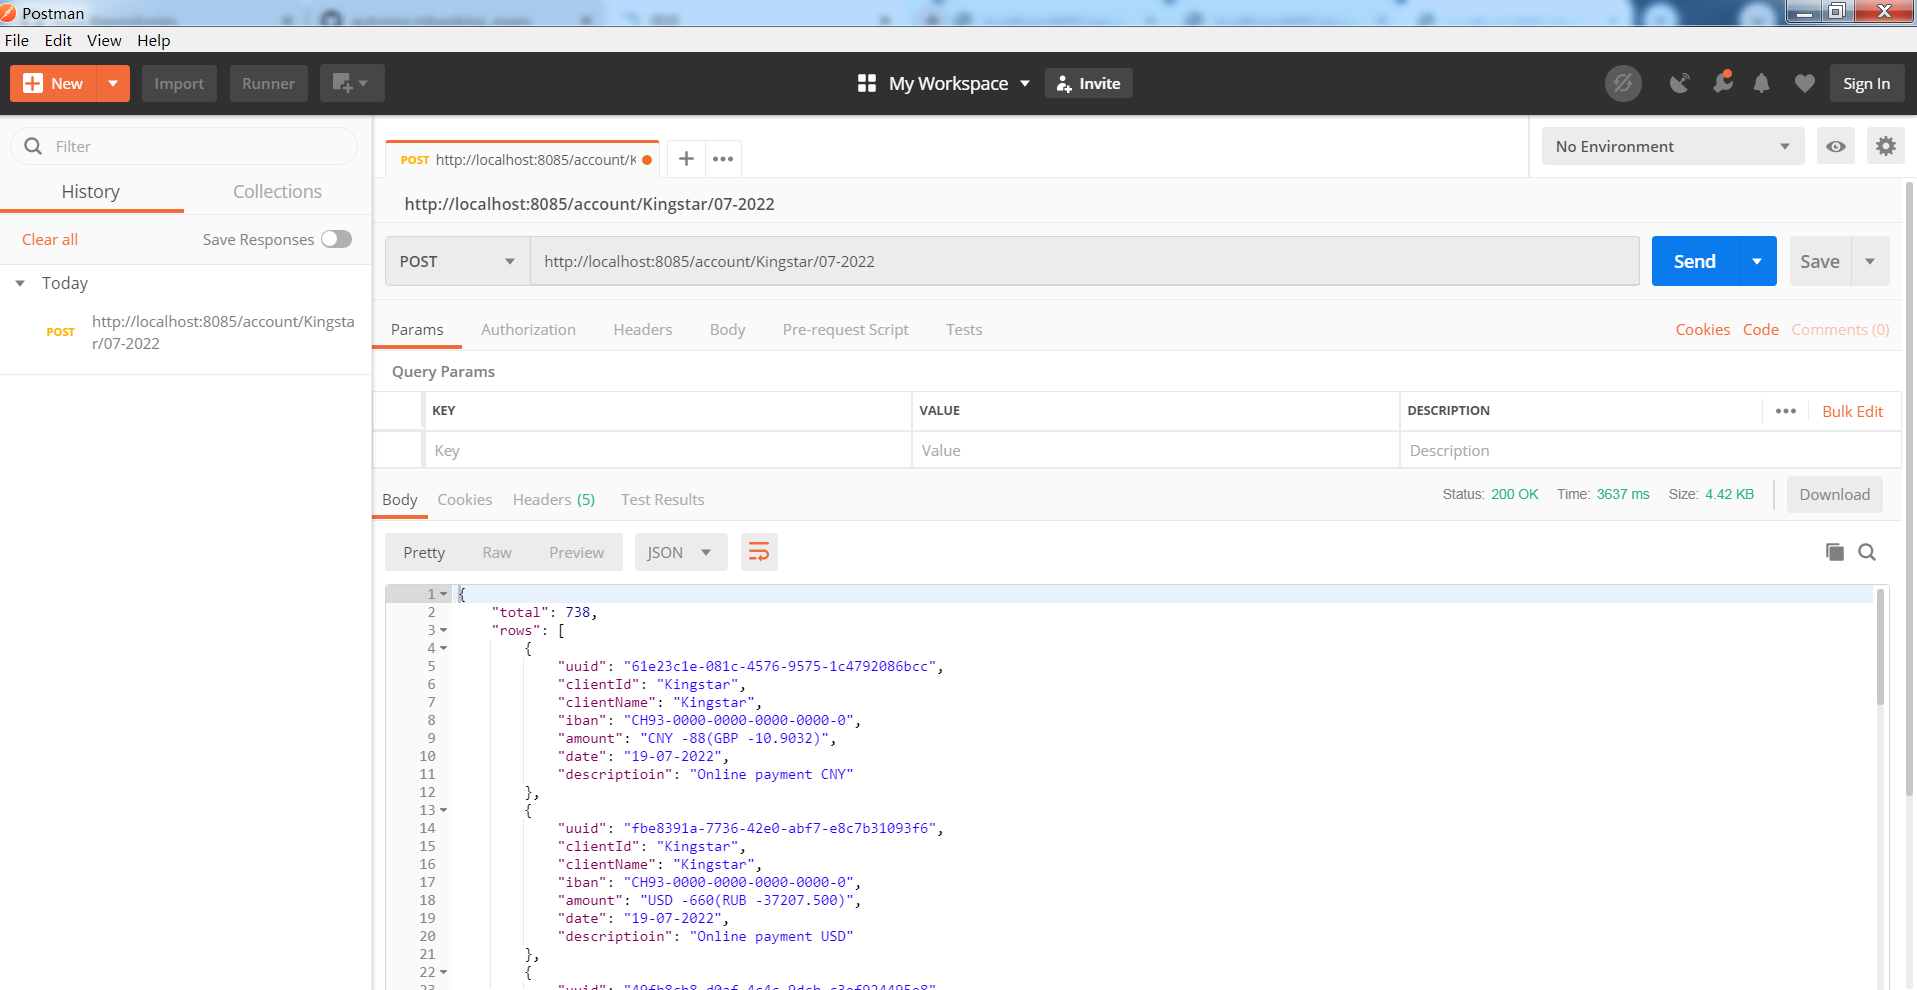 Postman
File Edit View Help
New Import Runner My Workspace Invite Sign In
Filter
History Collections
Clear all Save Responses
Today
POST http://localhost:8085/account/Kingsta
r/07-2022
POST http://localhost:8085/account/K
No Environment
http://localhost:8085/account/Kingstar/07-2022
POST http://localhost:8085/account/Kingstar/07-2022 Send Save
Params Authorization Headers Body Pre-request Script Tests Cookies Code Comments (0)
Query Params
KEY VALUE DESCRIPTION Bulk Edit
Key Value Description
Body Cookies Headers (5) Test Results Status: 200 OK Time: 3637 ms Size: 4.42 KB Download
Pretty Raw Preview JSON
1 {
2 "total": 738,
3 "rows": [
4 {
5 "uuid": "61e23c1e-081c-4576-9575-1c4792086bcc",
6 "clientId": "Kingstar",
7 "clientName": "Kingstar",
8 "iban": "CH93-0000-0000-0000-0000-0",
9 "amount": "CNY -88(GBP -10.9032)",
10 "date": "19-07-2022",
11 "descriptioin": "Online payment CNY"
12 },
13 {
14 "uuid": "fbe8391a-7736-42e0-abf7-e8c7b31093f6",
15 "clientId": "Kingstar",
16 "clientName": "Kingstar",
17 "iban": "CH93-0000-0000-0000-0000-0",
18 "amount": "USD -660(RUB -37207.500)",
19 "date": "19-07-2022",
20 "descriptioin": "Online payment USD"
21 },
22 {
23